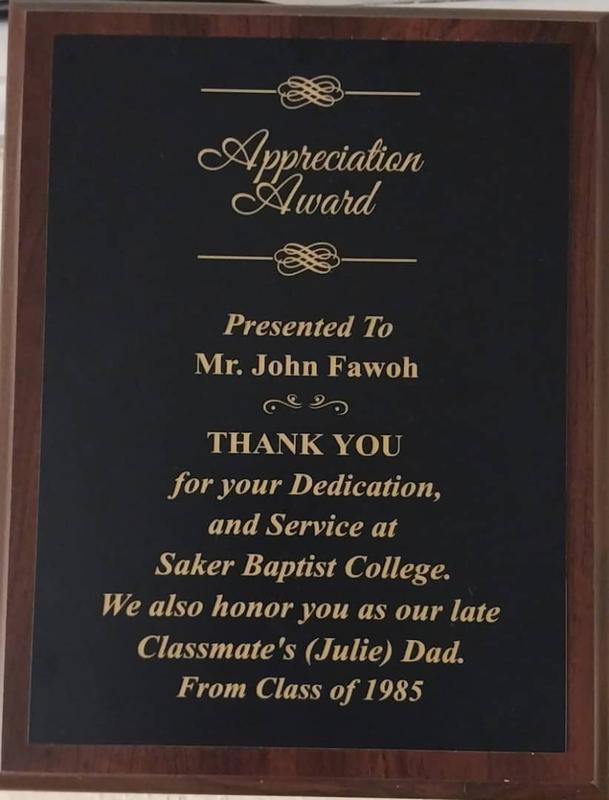 Appreciation
Award
Presented To
Mr. John Fawoh
THANK YOU
for your Dedication,
and Service at
Saker Baptist College.
We also honor you as our late
Classmate's (Julie) Dad.
From Class of 1985